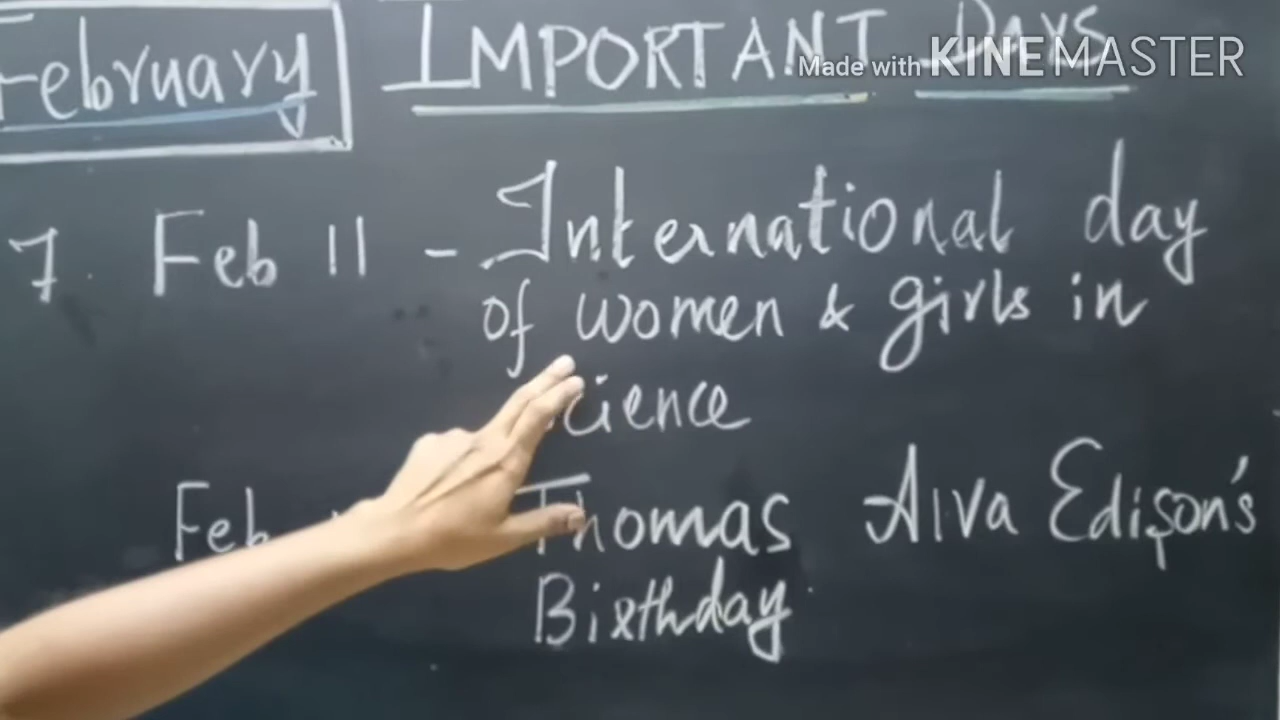 February
IMPORTANT DAYS
Made with KINEMASTER
7. Feb 11 - International day
of women & girls in
science
Feb
Thomas Alva Edison's
Birthday